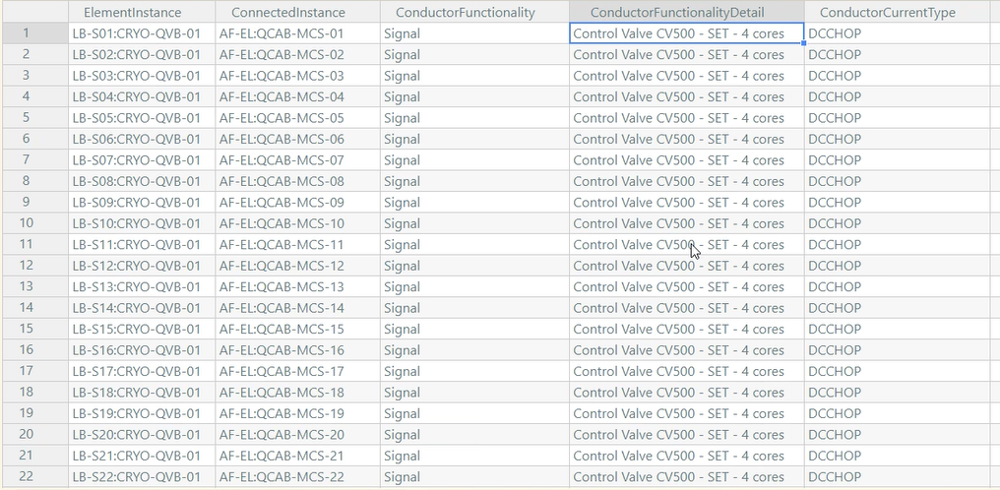 ElementInstance ConnectedInstance ConductorFunctionality ConductorFunctionalityDetail ConductorCurrentType
1 LB-S01:CRYO-QVB-01 AF-EL:QCAB-MCS-01 Signal Control Valve CV500 - SET - 4 cores DCCHOP
2 LB-S02:CRYO-QVB-01 AF-EL:QCAB-MCS-02 Signal Control Valve CV500 - SET - 4 cores DCCHOP
3 LB-S03:CRYO-QVB-01 AF-EL:QCAB-MCS-03 Signal Control Valve CV500 - SET - 4 cores DCCHOP
4 LB-S04:CRYO-QVB-01 AF-EL:QCAB-MCS-04 Signal Control Valve CV500 - SET - 4 cores DCCHOP
5 LB-S05:CRYO-QVB-01 AF-EL:QCAB-MCS-05 Signal Control Valve CV500 - SET - 4 cores DCCHOP
6 LB-S06:CRYO-QVB-01 AF-EL:QCAB-MCS-06 Signal Control Valve CV500 - SET - 4 cores DCCHOP
7 LB-S07:CRYO-QVB-01 AF-EL:QCAB-MCS-07 Signal Control Valve CV500 - SET - 4 cores DCCHOP
8 LB-S08:CRYO-QVB-01 AF-EL:QCAB-MCS-08 Signal Control Valve CV500 - SET - 4 cores DCCHOP
9 LB-S09:CRYO-QVB-01 AF-EL:QCAB-MCS-09 Signal Control Valve CV500 - SET - 4 cores DCCHOP
10 LB-S10:CRYO-QVB-01 AF-EL:QCAB-MCS-10 Signal Control Valve CV500 - SET - 4 cores DCCHOP
11 LB-S11:CRYO-QVB-01 AF-EL:QCAB-MCS-11 Signal Control Valve CV500 - SET - 4 cores DCCHOP
12 LB-S12:CRYO-QVB-01 AF-EL:QCAB-MCS-12 Signal Control Valve CV500 - SET - 4 cores DCCHOP
13 LB-S13:CRYO-QVB-01 AF-EL:QCAB-MCS-13 Signal Control Valve CV500 - SET - 4 cores DCCHOP
14 LB-S14:CRYO-QVB-01 AF-EL:QCAB-MCS-14 Signal Control Valve CV500 - SET - 4 cores DCCHOP
15 LB-S15:CRYO-QVB-01 AF-EL:QCAB-MCS-15 Signal Control Valve CV500 - SET - 4 cores DCCHOP
16 LB-S16:CRYO-QVB-01 AF-EL:QCAB-MCS-16 Signal Control Valve CV500 - SET - 4 cores DCCHOP
17 LB-S17:CRYO-QVB-01 AF-EL:QCAB-MCS-17 Signal Control Valve CV500 - SET - 4 cores DCCHOP
18 LB-S18:CRYO-QVB-01 AF-EL:QCAB-MCS-18 Signal Control Valve CV500 - SET - 4 cores DCCHOP
19 LB-S19:CRYO-QVB-01 AF-EL:QCAB-MCS-19 Signal Control Valve CV500 - SET - 4 cores DCCHOP
20 LB-S20:CRYO-QVB-01 AF-EL:QCAB-MCS-20 Signal Control Valve CV500 - SET - 4 cores DCCHOP
21 LB-S21:CRYO-QVB-01 AF-EL:QCAB-MCS-21 Signal Control Valve CV500 - SET - 4 cores DCCHOP
22 LB-S22:CRYO-QVB-01 AF-EL:QCAB-MCS-22 Signal Control Valve CV500 - SET - 4 cores DCCHOP